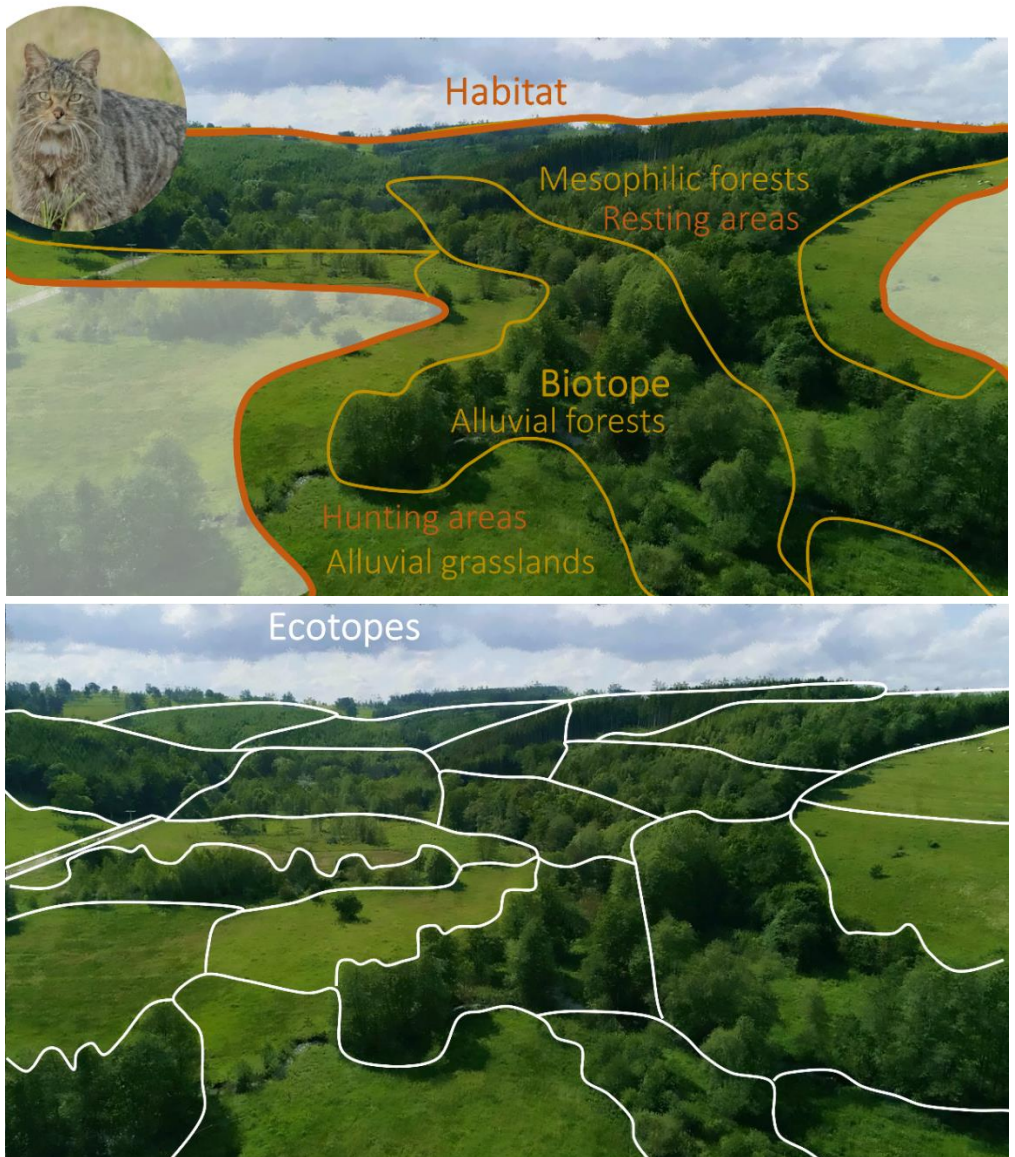 Habitat
Mesophilic forests
Resting areas
Biotope
Alluvial forests
Hunting areas
Alluvial grasslands
Ecotopes